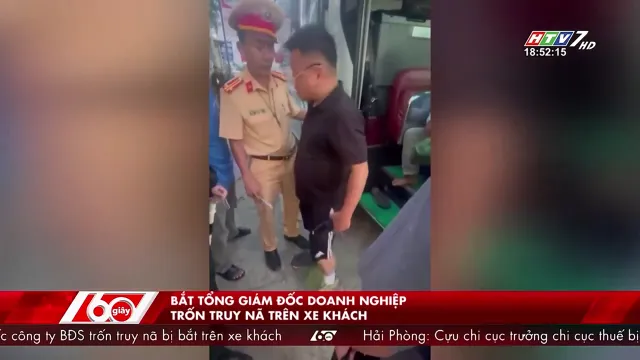 HTV7 HD
18:52:15
60 giây
BẮT TỔNG GIÁM ĐỐC DOANH NGHIỆP
TRỐN TRUY NÃ TRÊN XE KHÁCH
công ty BĐS trốn truy nã bị bắt trên xe khách 60 Hải Phòng: Cựu chi cục trưởng chi cục thuế bị